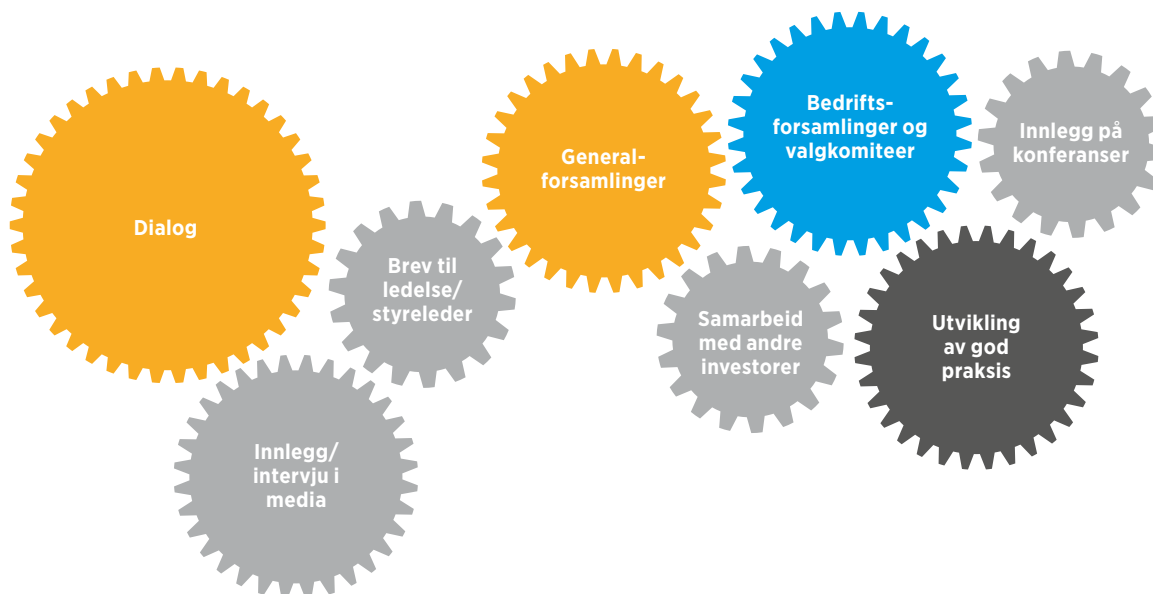 Dialog
Brev til
ledelse/
styreleder
Innlegg/
intervju i
media
General-
forsamlinger
Bedrifts-
forsamlinger og
valgkomiteer
Innlegg på
konferanser
Samarbeid
med andre
investorer
Utvikling
av god
praksis